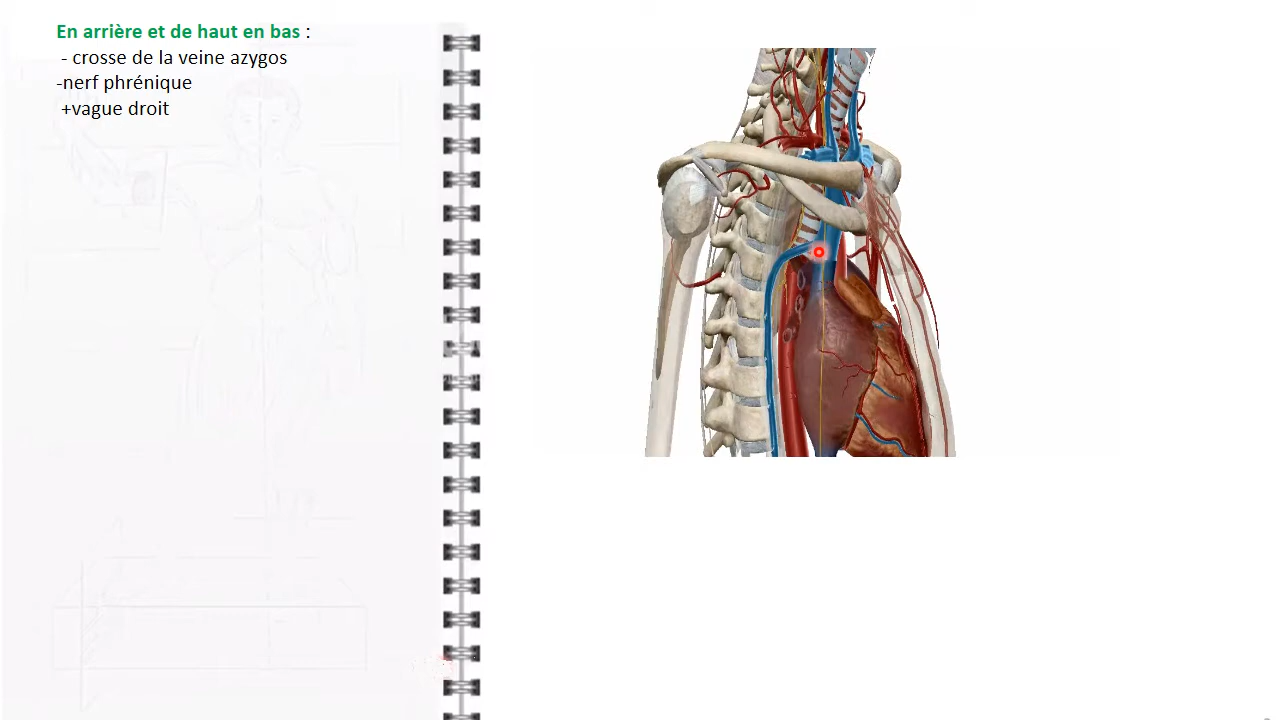 En arrière et de haut en bas :
- crosse de la veine azygos
-nerf phrénique
+vague droit